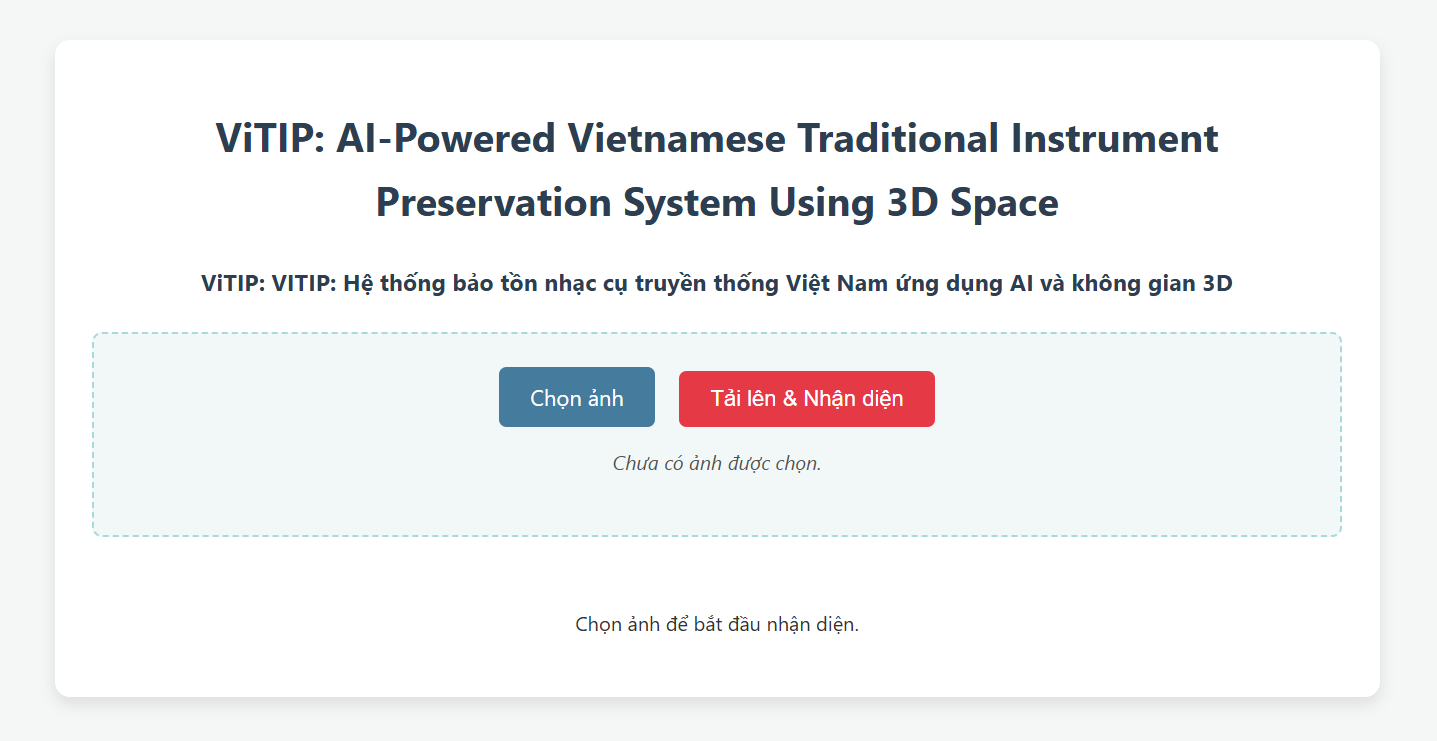 ViTIP: AI-Powered Vietnamese Traditional Instrument
Preservation System Using 3D Space
ViTIP: VITIP: Hệ thống bảo tồn nhạc cụ truyền thống Việt Nam ứng dụng AI và không gian 3D
Chọn ảnh
Tải lên & Nhận diện
Chưa có ảnh được chọn.
Chọn ảnh để bắt đầu nhận diện.